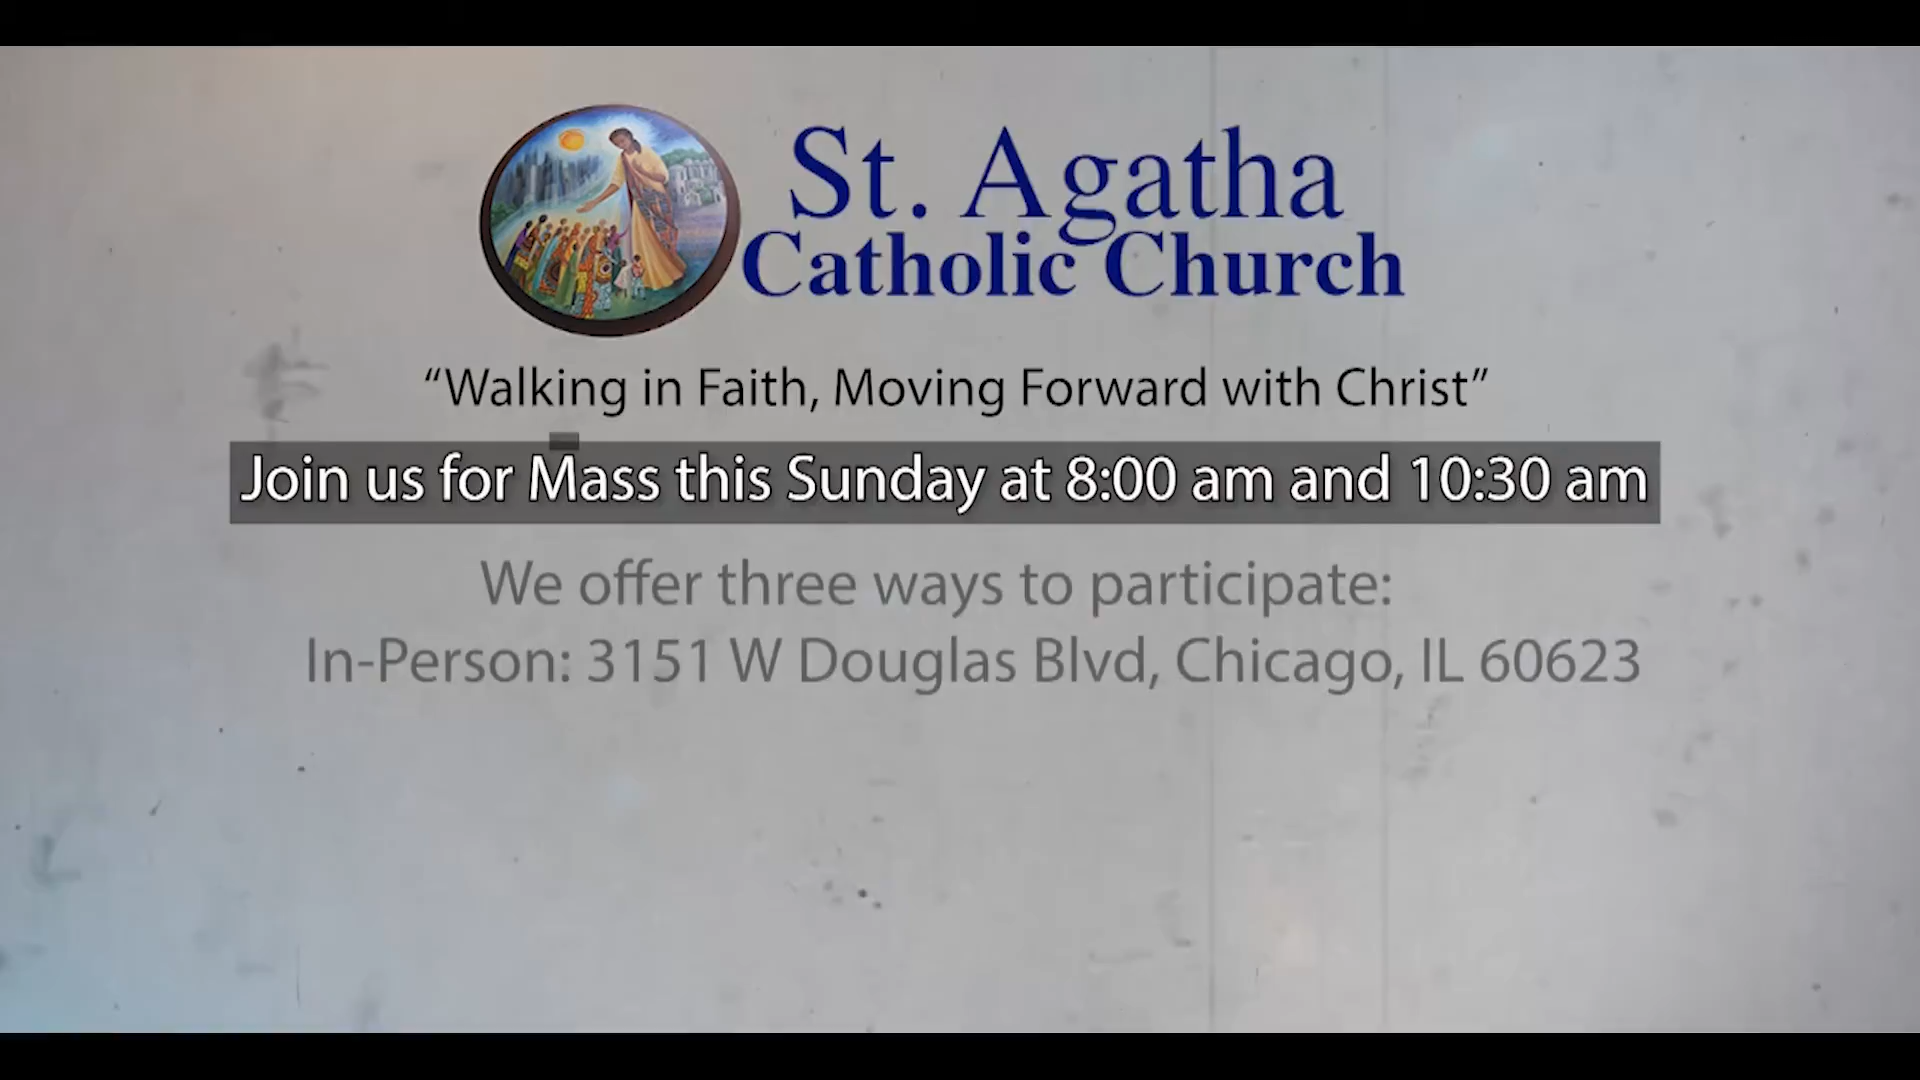 St. Agatha
Catholic Church
“Walking in Faith, Moving Forward with Christ”
Join us for Mass this Sunday at 8:00 am and 10:30 am
We offer three ways to participate:
In-Person: 3151 W Douglas Blvd, Chicago, IL 60623